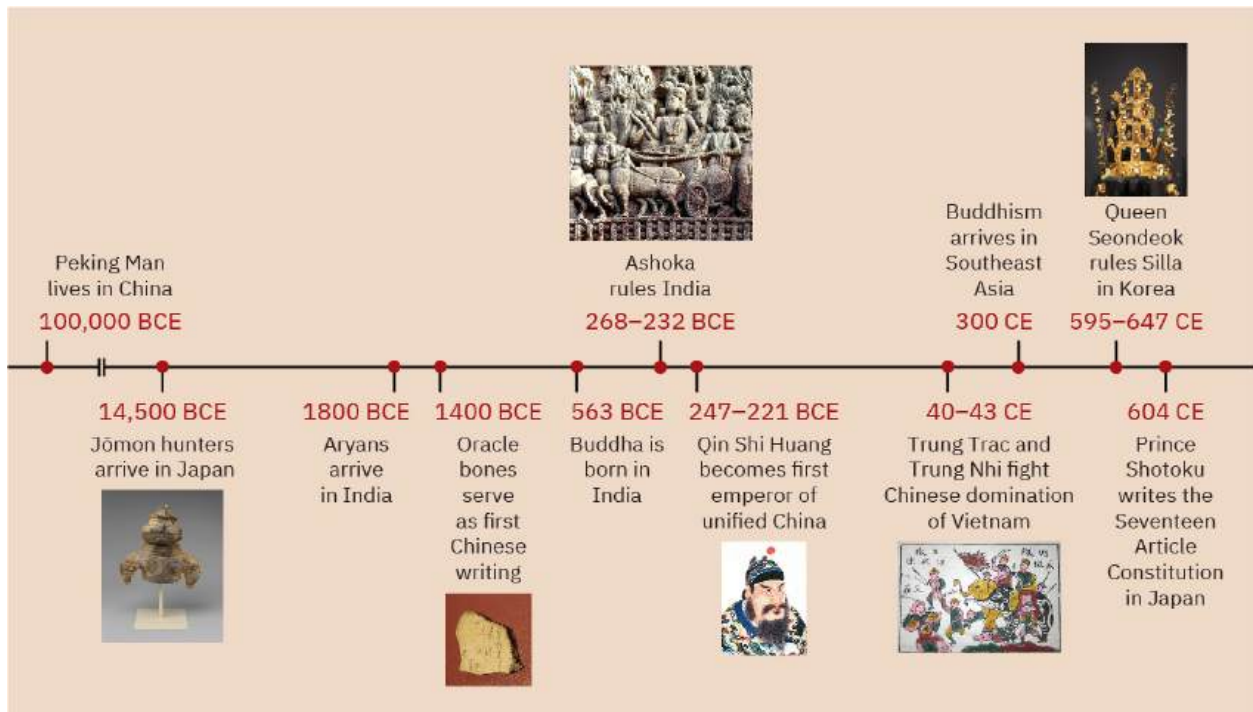 Peking Man
lives in China
100,000 BCE
14,500 BCE
Jōmon hunters
arrive in Japan
1800 BCE
Aryans
arrive
in India
1400 BCE
Oracle
bones
serve
as first
Chinese
writing
563 BCE
Buddha is
born in
India
Ashoka
rules India
268–232 BCE
247–221 BCE
Qin Shi Huang
becomes first
emperor of
unified China
40–43 CE
Trung Trac and
Trung Nhi fight
Chinese domination
of Vietnam
Buddhism
arrives in
Southeast
Asia
300 CE
Queen
Seondeok
rules Silla
in Korea
595–647 CE
604 CE
Prince
Shotoku
writes the
Seventeen
Article
Constitution
in Japan